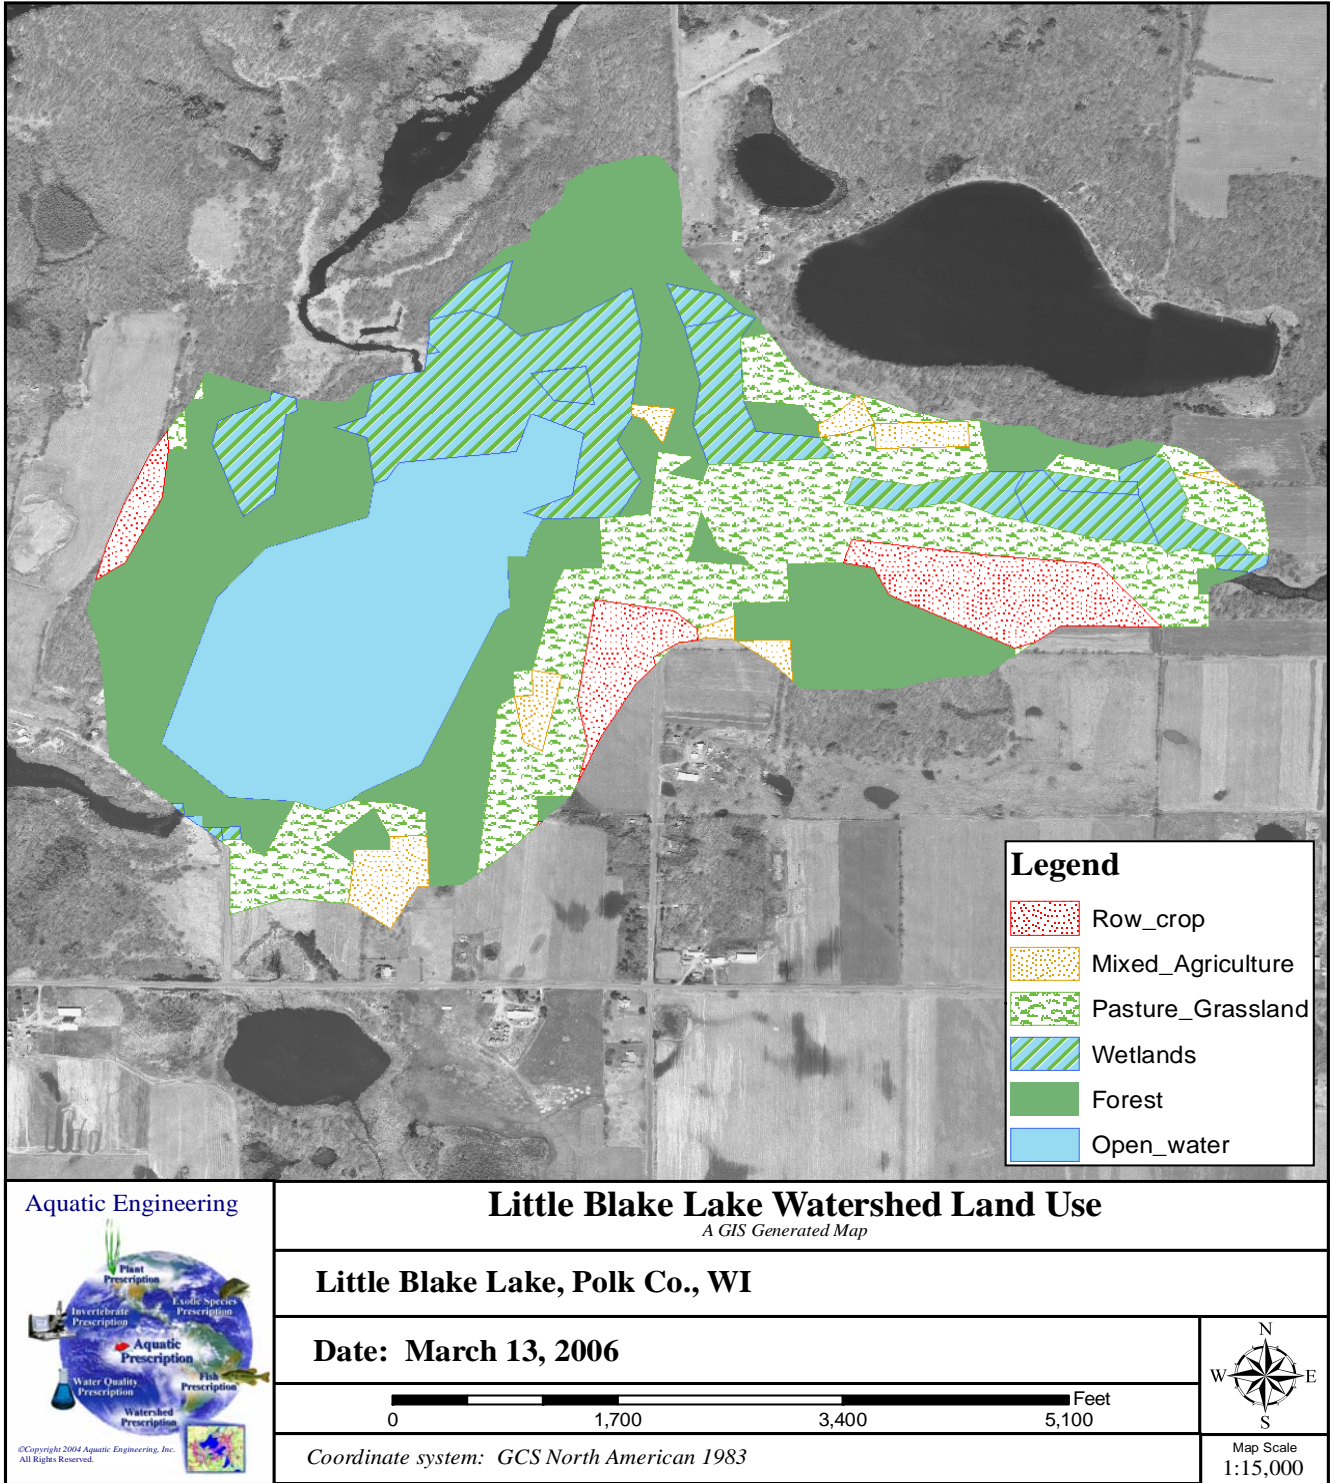 Legend
Row_crop
Mixed_Agriculture
Pasture_Grassland
Wetlands
Forest
Open_water
Aquatic Engineering
Plant
Prescription
Exotic Species
Prescription
Invertebrate
Prescription
Aquatic
Prescription
Fish
Prescription
Water Quality
Prescription
Watershed
Prescription
©Copyright 2004 Aquatic Engineering, Inc.
All Rights Reserved.
Little Blake Lake Watershed Land Use
A GIS Generated Map
Little Blake Lake, Polk Co., WI
Date: March 13, 2006
Feet
0 1,700 3,400 5,100
Coordinate system: GCS North American 1983
N
W E
S
Map Scale
1:15,000